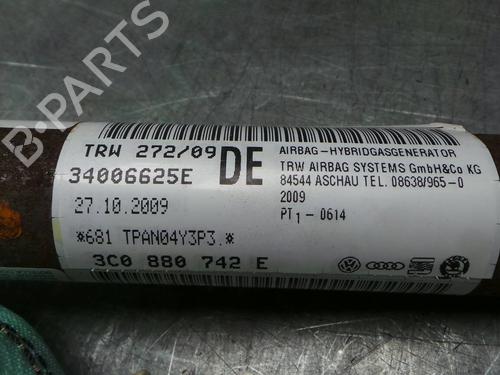 B-PARTS
TRW 272/09 DE
34006625E
27.10.2009
*681 TPAN04Y3P3.*
3C0 880 742 E
AIRBAG-HYBRIDGASGENERATOR
TRW AIRBAG SYSTEMS GmbH&Co KG
84544 ASCHAU TEL. 08638/965-0
2009
PT1-0614